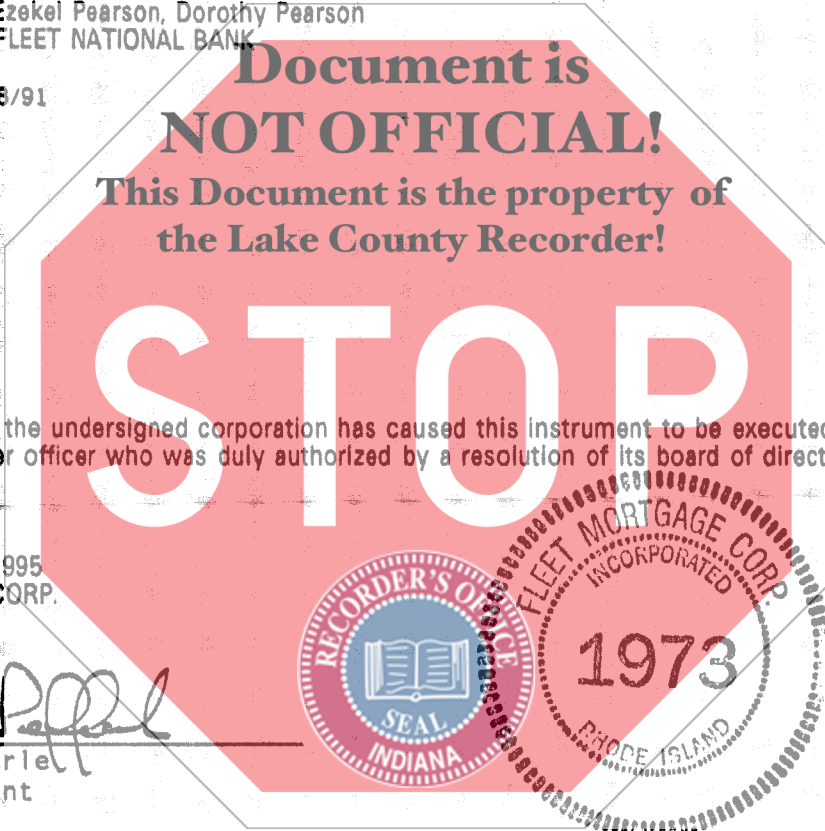 Ezekel Pearson, Dorothy Pearson
FLEET NATIONAL BANK
Document is
/91
NOT OFFICIAL!
This Document is the property of
the Lake County Recorder!
STOP
the undersigned corporation has caused this instrument to be executed
r officer who was duly authorized by a resolution of its board of direct
FLEET MORTGAGE CORP.
INCORPORATED
1973
RHODE ISLAND
995
CORP.
RECORDER'S OFFICE
SEAL
INDIANA
rle
nt